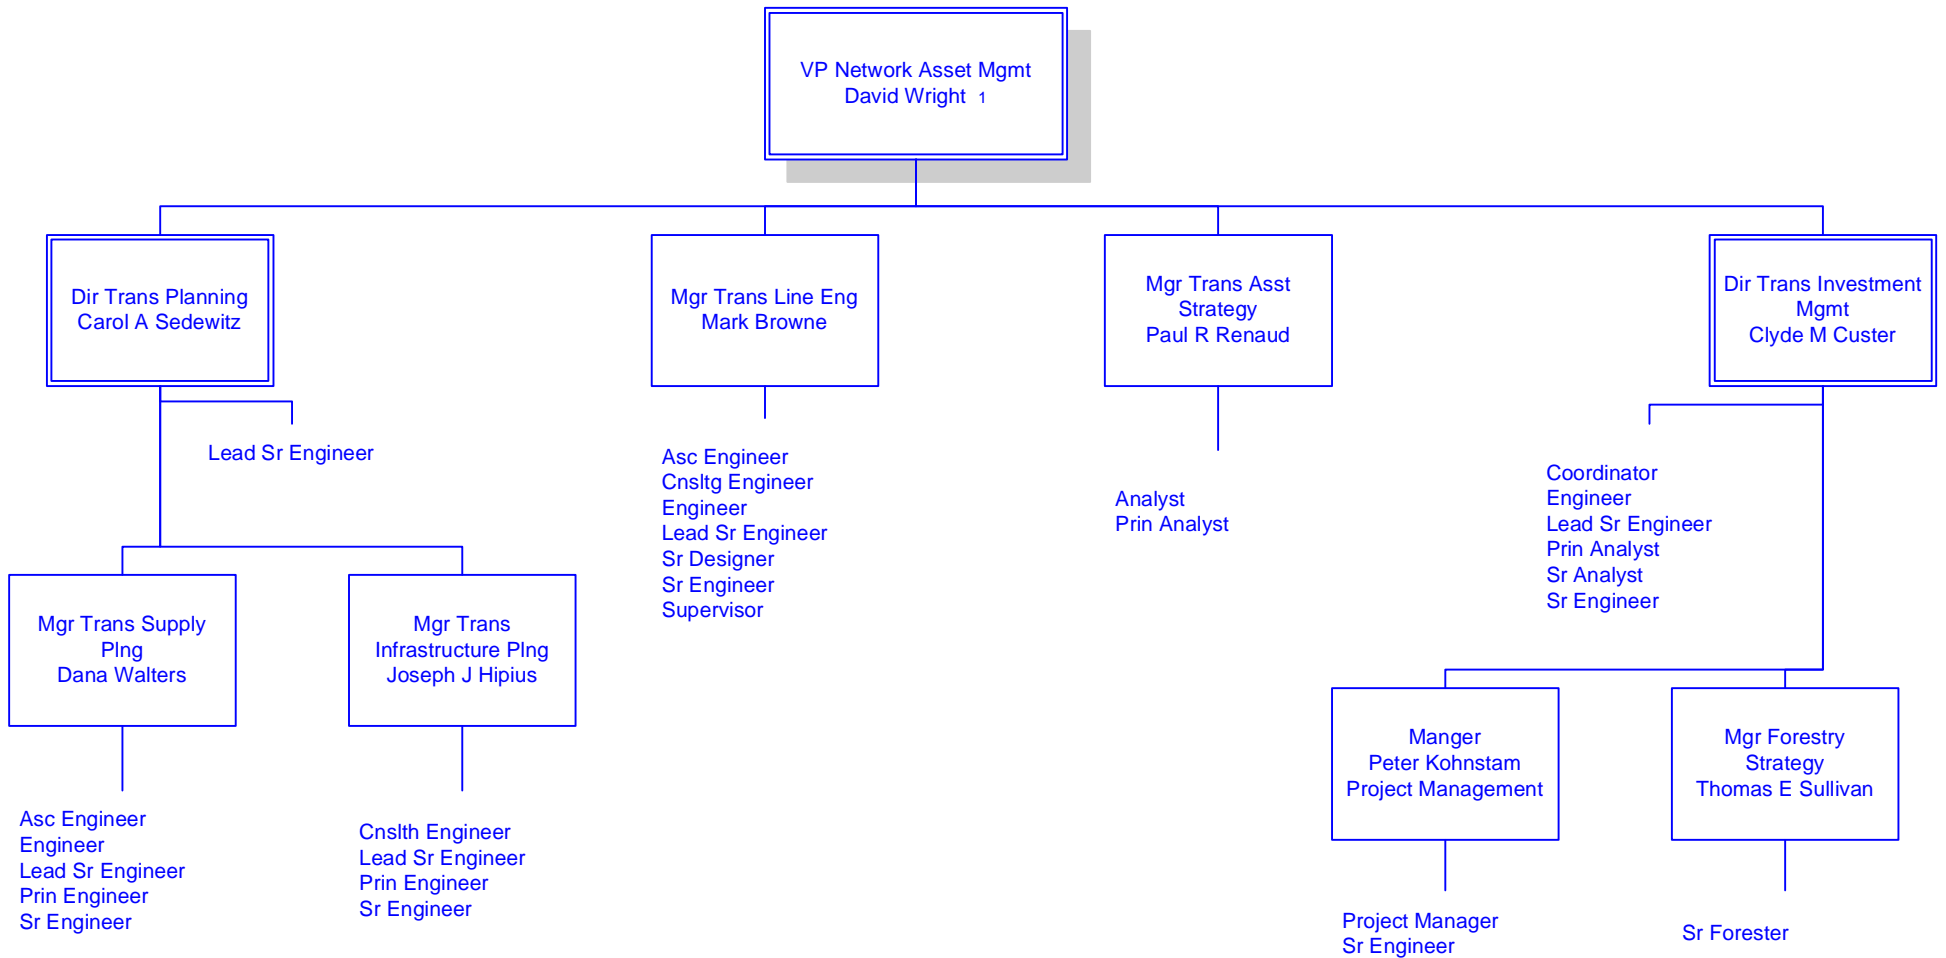 VP Network Asset Mgmt
David Wright 1
Dir Trans Planning
Carol A Sedewitz
Mgr Trans Line Eng
Mark Browne
Mgr Trans Asst
Strategy
Paul R Renaud
Dir Trans Investment
Mgmt
Clyde M Custer
Lead Sr Engineer
Asc Engineer
Cnsltg Engineer
Engineer
Lead Sr Engineer
Sr Designer
Sr Engineer
Supervisor
Analyst
Prin Analyst
Coordinator
Engineer
Lead Sr Engineer
Prin Analyst
Sr Analyst
Sr Engineer
Mgr Trans Supply
Plng
Dana Walters
Mgr Trans
Infrastructure Plng
Joseph J Hipius
Manger
Peter Kohnstam
Project Management
Mgr Forestry
Strategy
Thomas E Sullivan
Asc Engineer
Engineer
Lead Sr Engineer
Prin Engineer
Sr Engineer
Cnslth Engineer
Lead Sr Engineer
Prin Engineer
Sr Engineer
Project Manager
Sr Engineer
Sr Forester